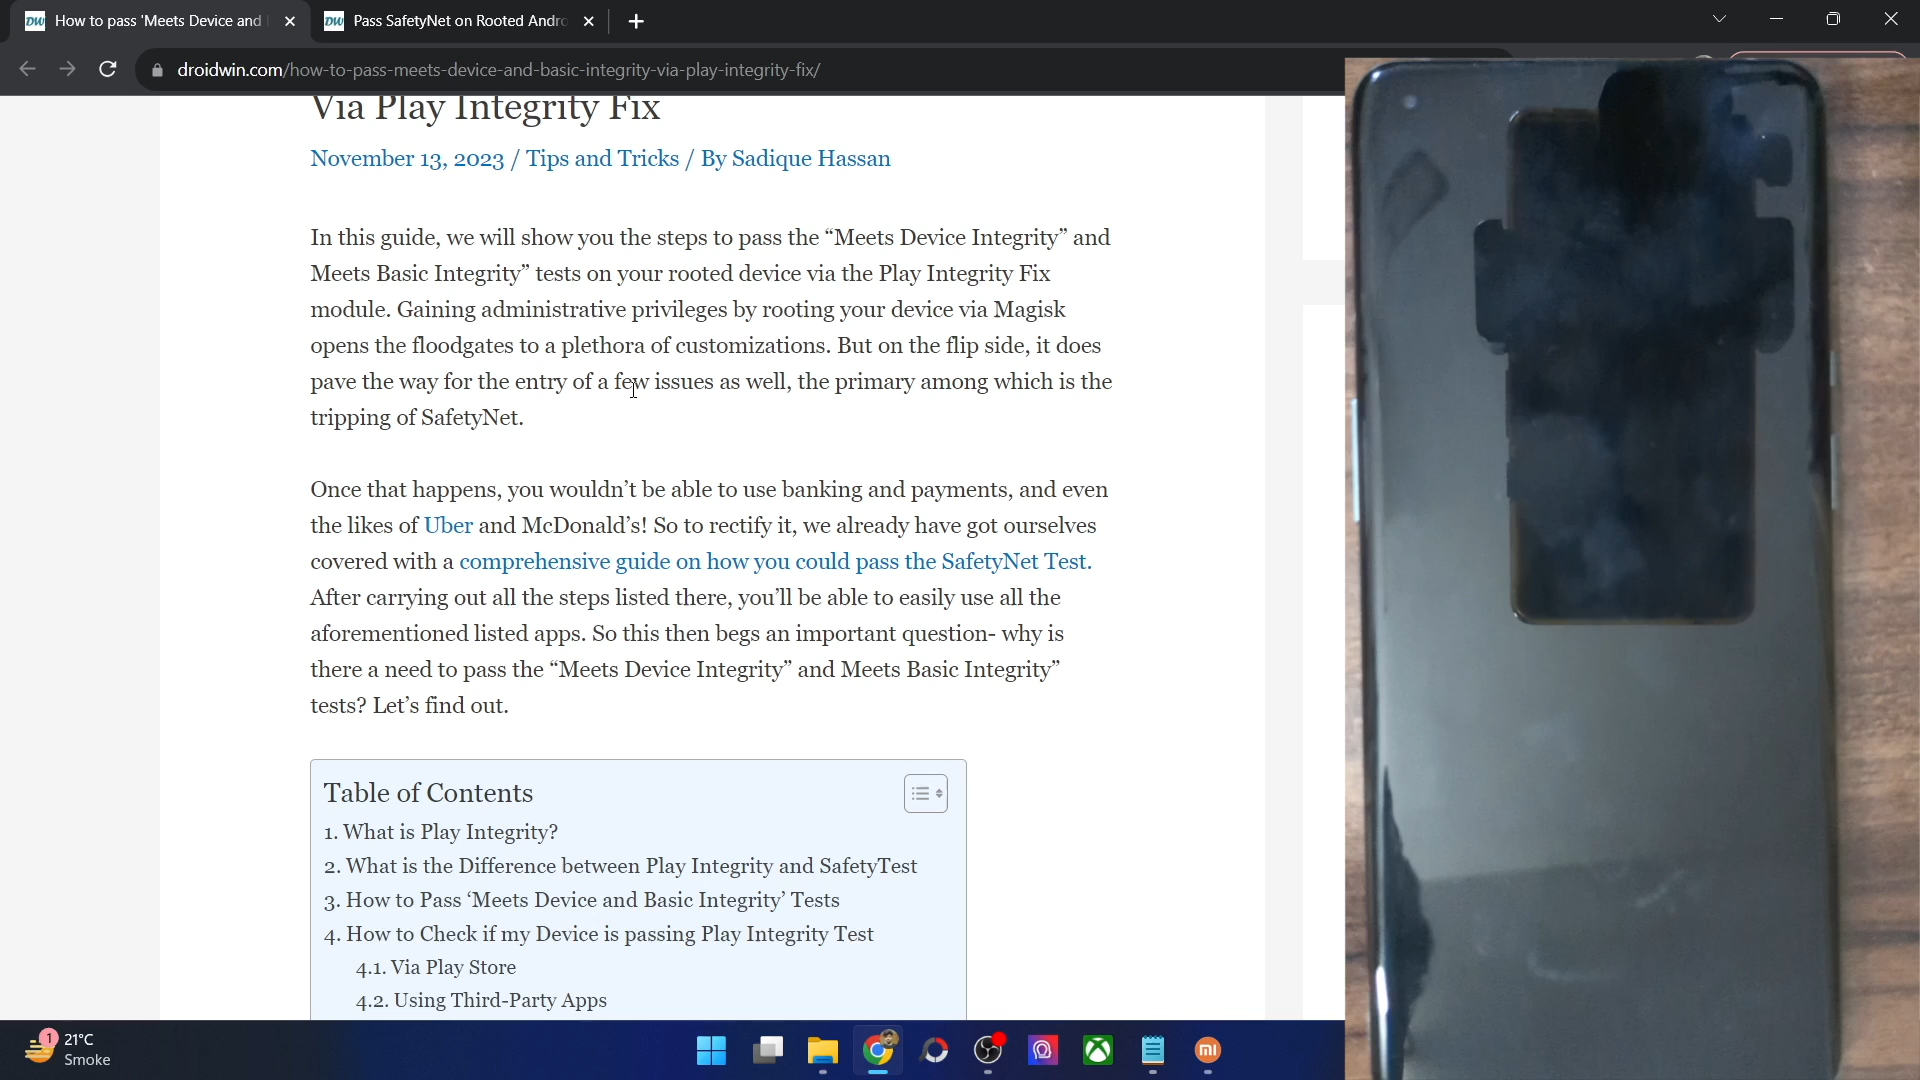 How to pass 'Meets Device and
Pass SafetyNet on Rooted Andro
droidwin.com/how-to-pass-meets-device-and-basic-integrity-via-play-integrity-fix/
Via Play Integrity Fix
November 13, 2023 / Tips and Tricks / By Sadique Hassan
In this guide, we will show you the steps to pass the “Meets Device Integrity” and
Meets Basic Integrity” tests on your rooted device via the Play Integrity Fix
module. Gaining administrative privileges by rooting your device via Magisk
opens the floodgates to a plethora of customizations. But on the flip side, it does
pave the way for the entry of a few issues as well, the primary among which is the
tripping of SafetyNet.
Once that happens, you wouldn’t be able to use banking and payments, and even
the likes of Uber and McDonald’s! So to rectify it, we already have got ourselves
covered with a comprehensive guide on how you could pass the SafetyNet Test.
After carrying out all the steps listed there, you’ll be able to easily use all the
aforementioned listed apps. So this then begs an important question- why is
there a need to pass the “Meets Device Integrity” and Meets Basic Integrity”
tests? Let’s find out.
Table of Contents
1. What is Play Integrity?
2. What is the Difference between Play Integrity and SafetyTest
3. How to Pass ‘Meets Device and Basic Integrity’ Tests
4. How to Check if my Device is passing Play Integrity Test
4.1. Via Play Store
4.2. Using Third-Party Apps
1
21°C
Smoke